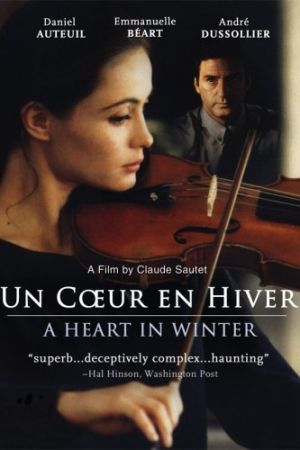 Daniel Emmanuelle André
AUTEUIL BÉART DUSSOLLIER
A Film by Claude Sautet
UN CŒUR EN HIVER
A HEART IN WINTER
“superb...deceptively complex...haunting”
–Hal Hinson, Washington Post